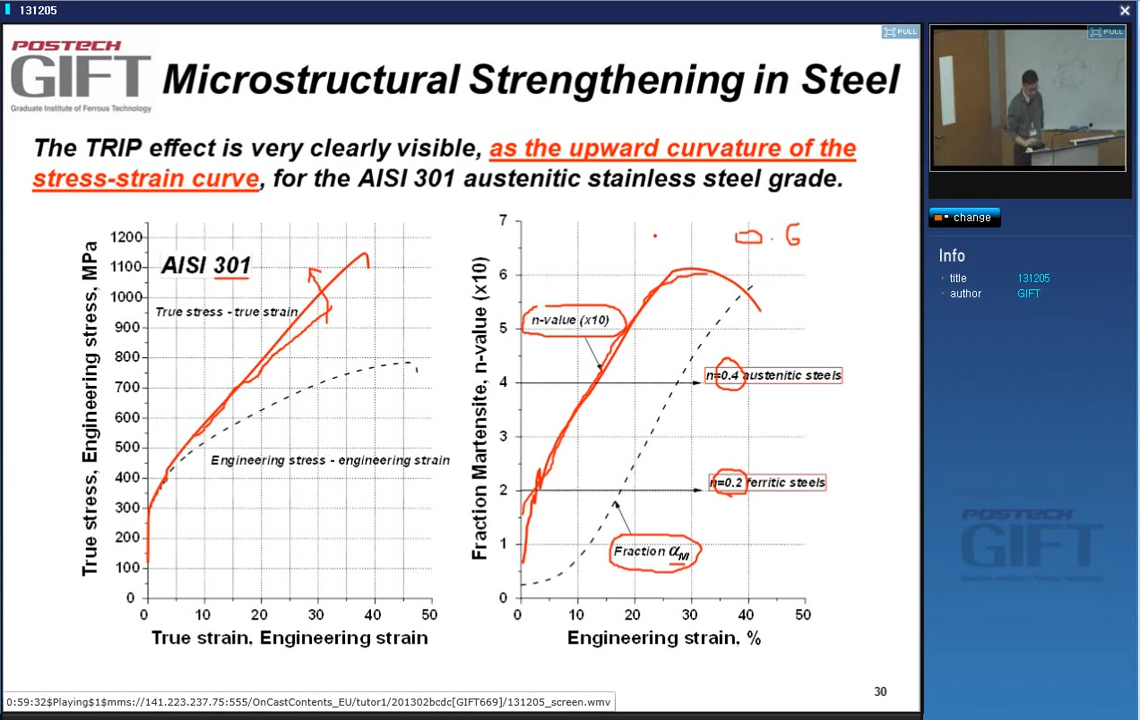 131205
FULL
POSTECH
GIFT
Graduate Institute of Ferrous Technology
Microstructural Strengthening in Steel
The TRIP effect is very clearly visible, as the upward curvature of the
stress-strain curve, for the AISI 301 austenitic stainless steel grade.
True stress, Engineering stress, MPa
1200
1100
1000
900
800
700
600
500
400
300
200
100
0
AISI 301
True stress - true strain
Engineering stress - engineering strain
0 10 20 30 40 50
True strain, Engineering strain
Fraction Martensite, n-value (x10)
7
6
5
4
3
2
1
0
0.6
n-value (x10)
n=0.4 austenitic steels
n=0.2 ferritic steels
Fraction αM
0 10 20 30 40 50
Engineering strain, %
POSTECH
GIFT
30
0:59:32$Playing$1$mms://141.223.237.75:555/OnCastContents_EU/tutor1/201302bcdc[GIFT669]/131205_screen.wmv
FULL
change
Info
title 131205
author GIFT